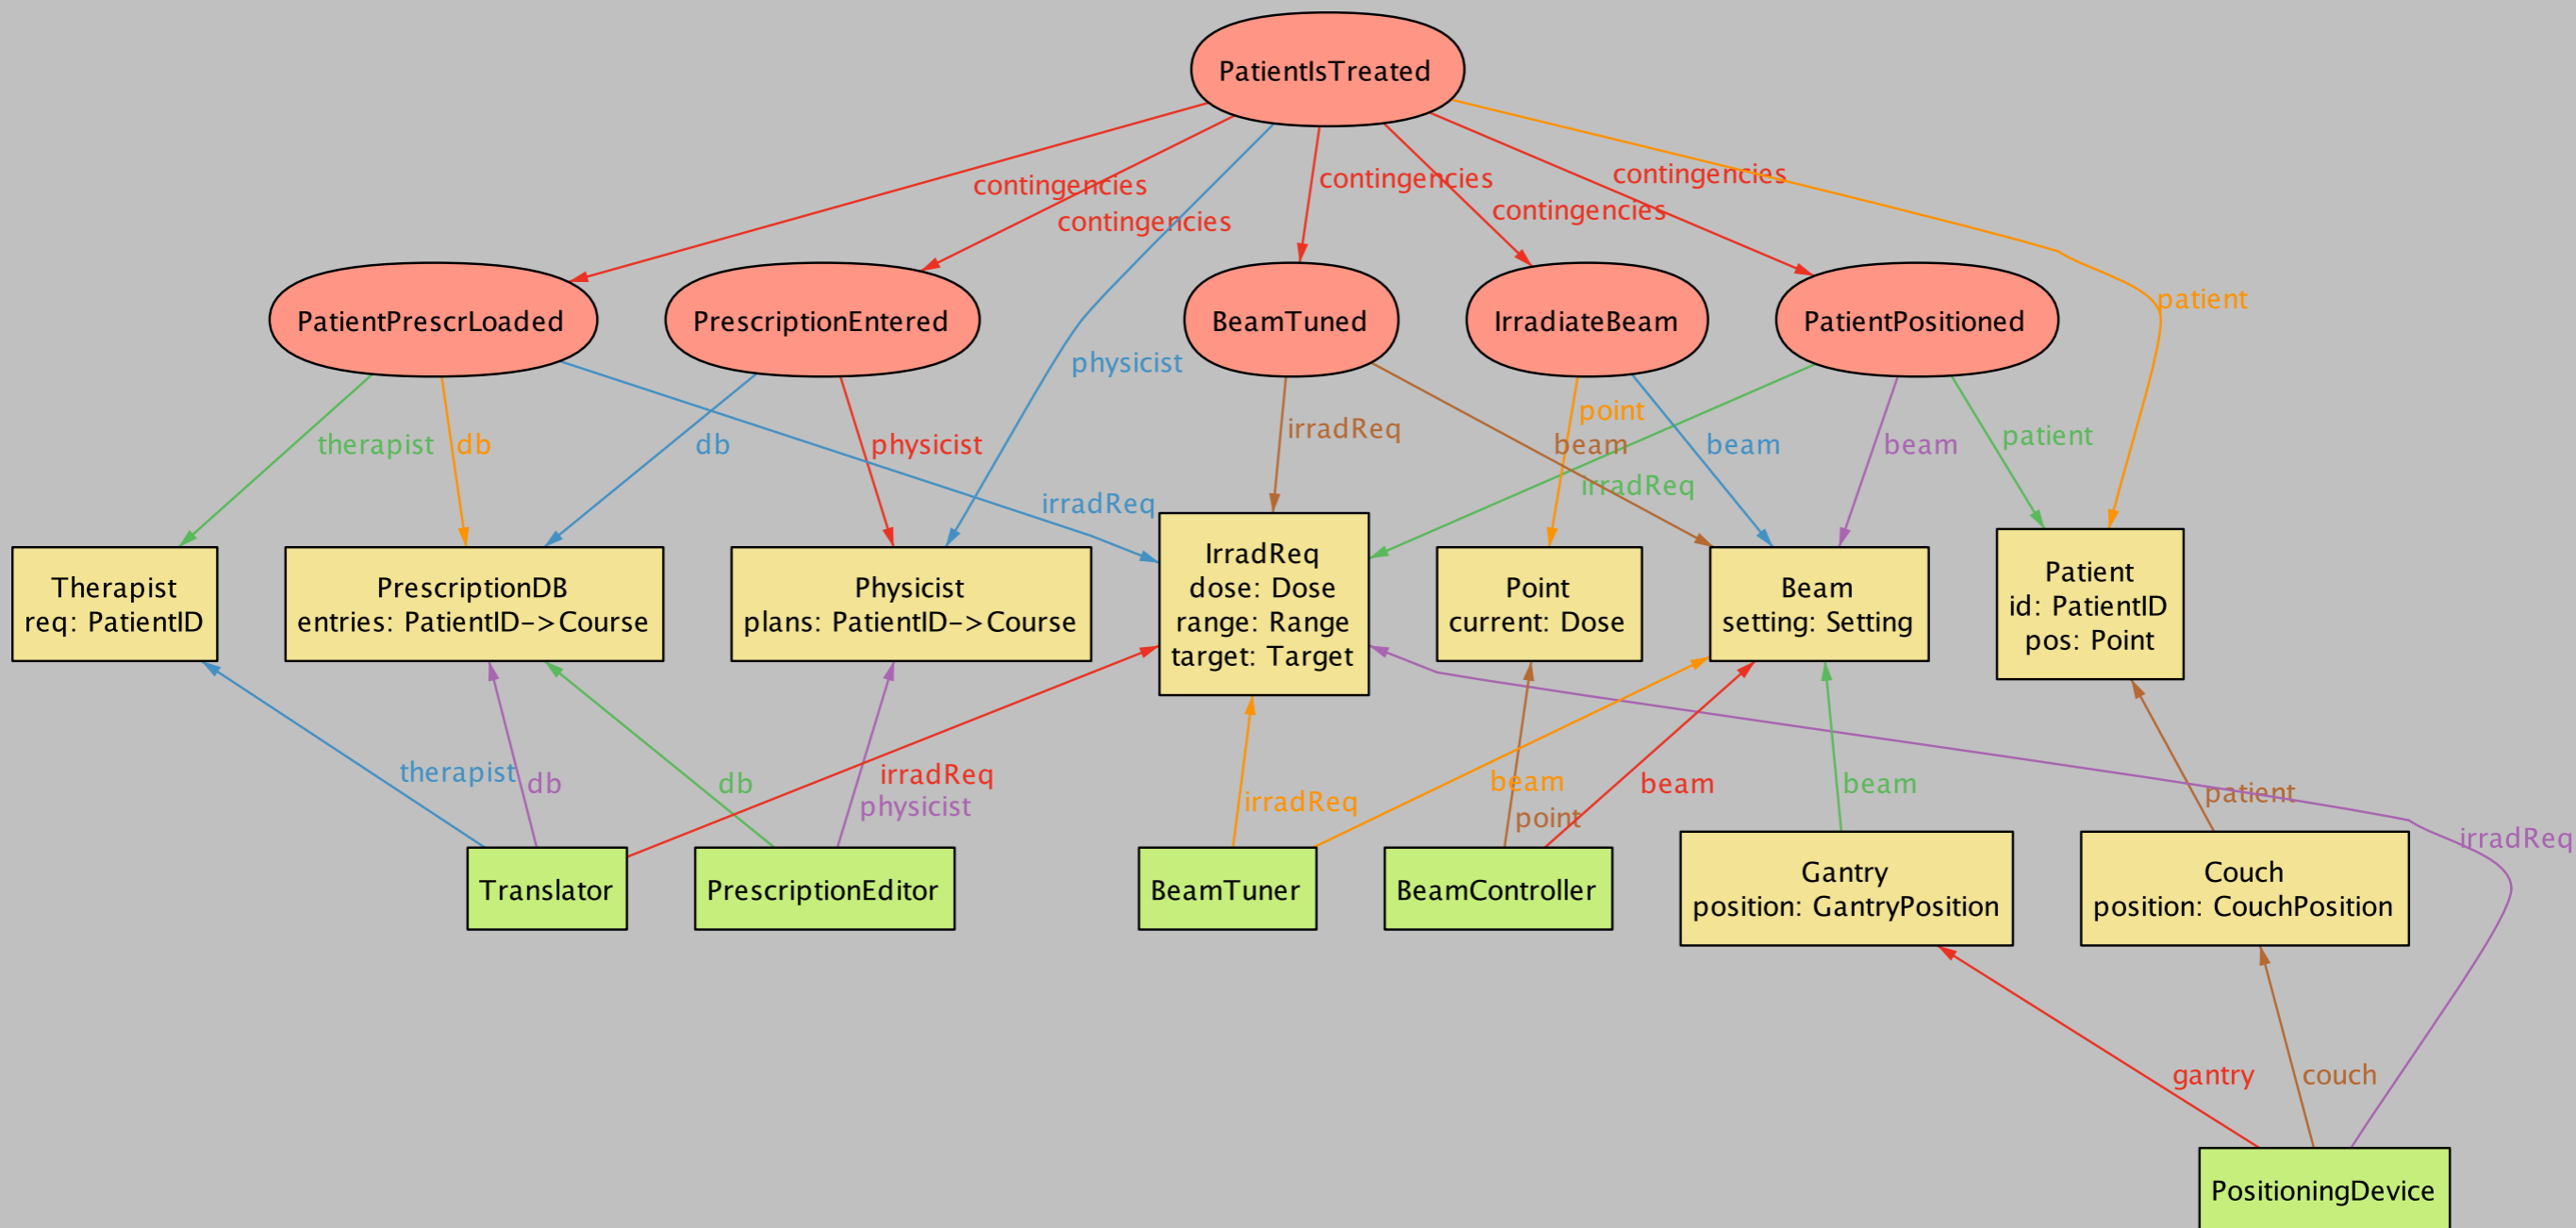 PatientIsTreated
contingencies
contingencies
contingencies
contingencies
contingencies
patient
PatientPrescrLoaded
PrescriptionEntered
BeamTuned
IrradiateBeam
PatientPositioned
physicist
therapist
db
db
physicist
irradReq
irradReq
point
beam
beam
irradReq
beam
patient
Therapist
req: PatientID
PrescriptionDB
entries: PatientID->Course
Physicist
plans: PatientID->Course
IrradReq
dose: Dose
range: Range
target: Target
Point
current: Dose
Beam
setting: Setting
Patient
id: PatientID
pos: Point
therapist
db
db
irradReq
physicist
irradReq
beam
point
beam
beam
patient
irradReq
Translator
PrescriptionEditor
BeamTuner
BeamController
Gantry
position: GantryPosition
Couch
position: CouchPosition
gantry
couch
PositioningDevice